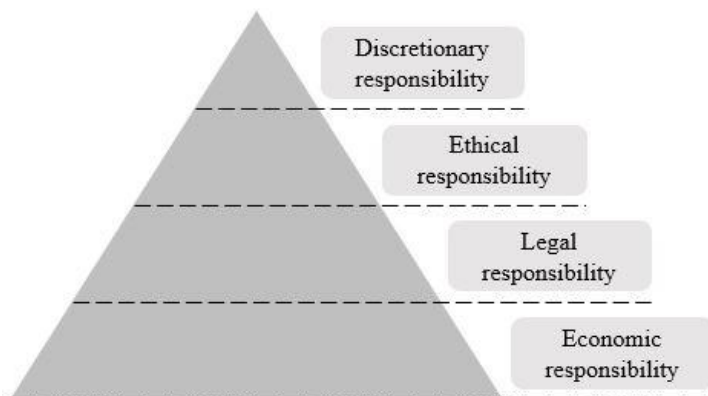 Discretionary
responsibility
Ethical
responsibility
Legal
responsibility
Economic
responsibility